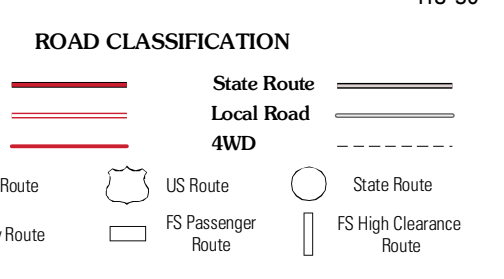 ROAD CLASSIFICATION
State Route
Local Road
4WD
Route US Route State Route
Route FS Passenger Route FS High Clearance Route